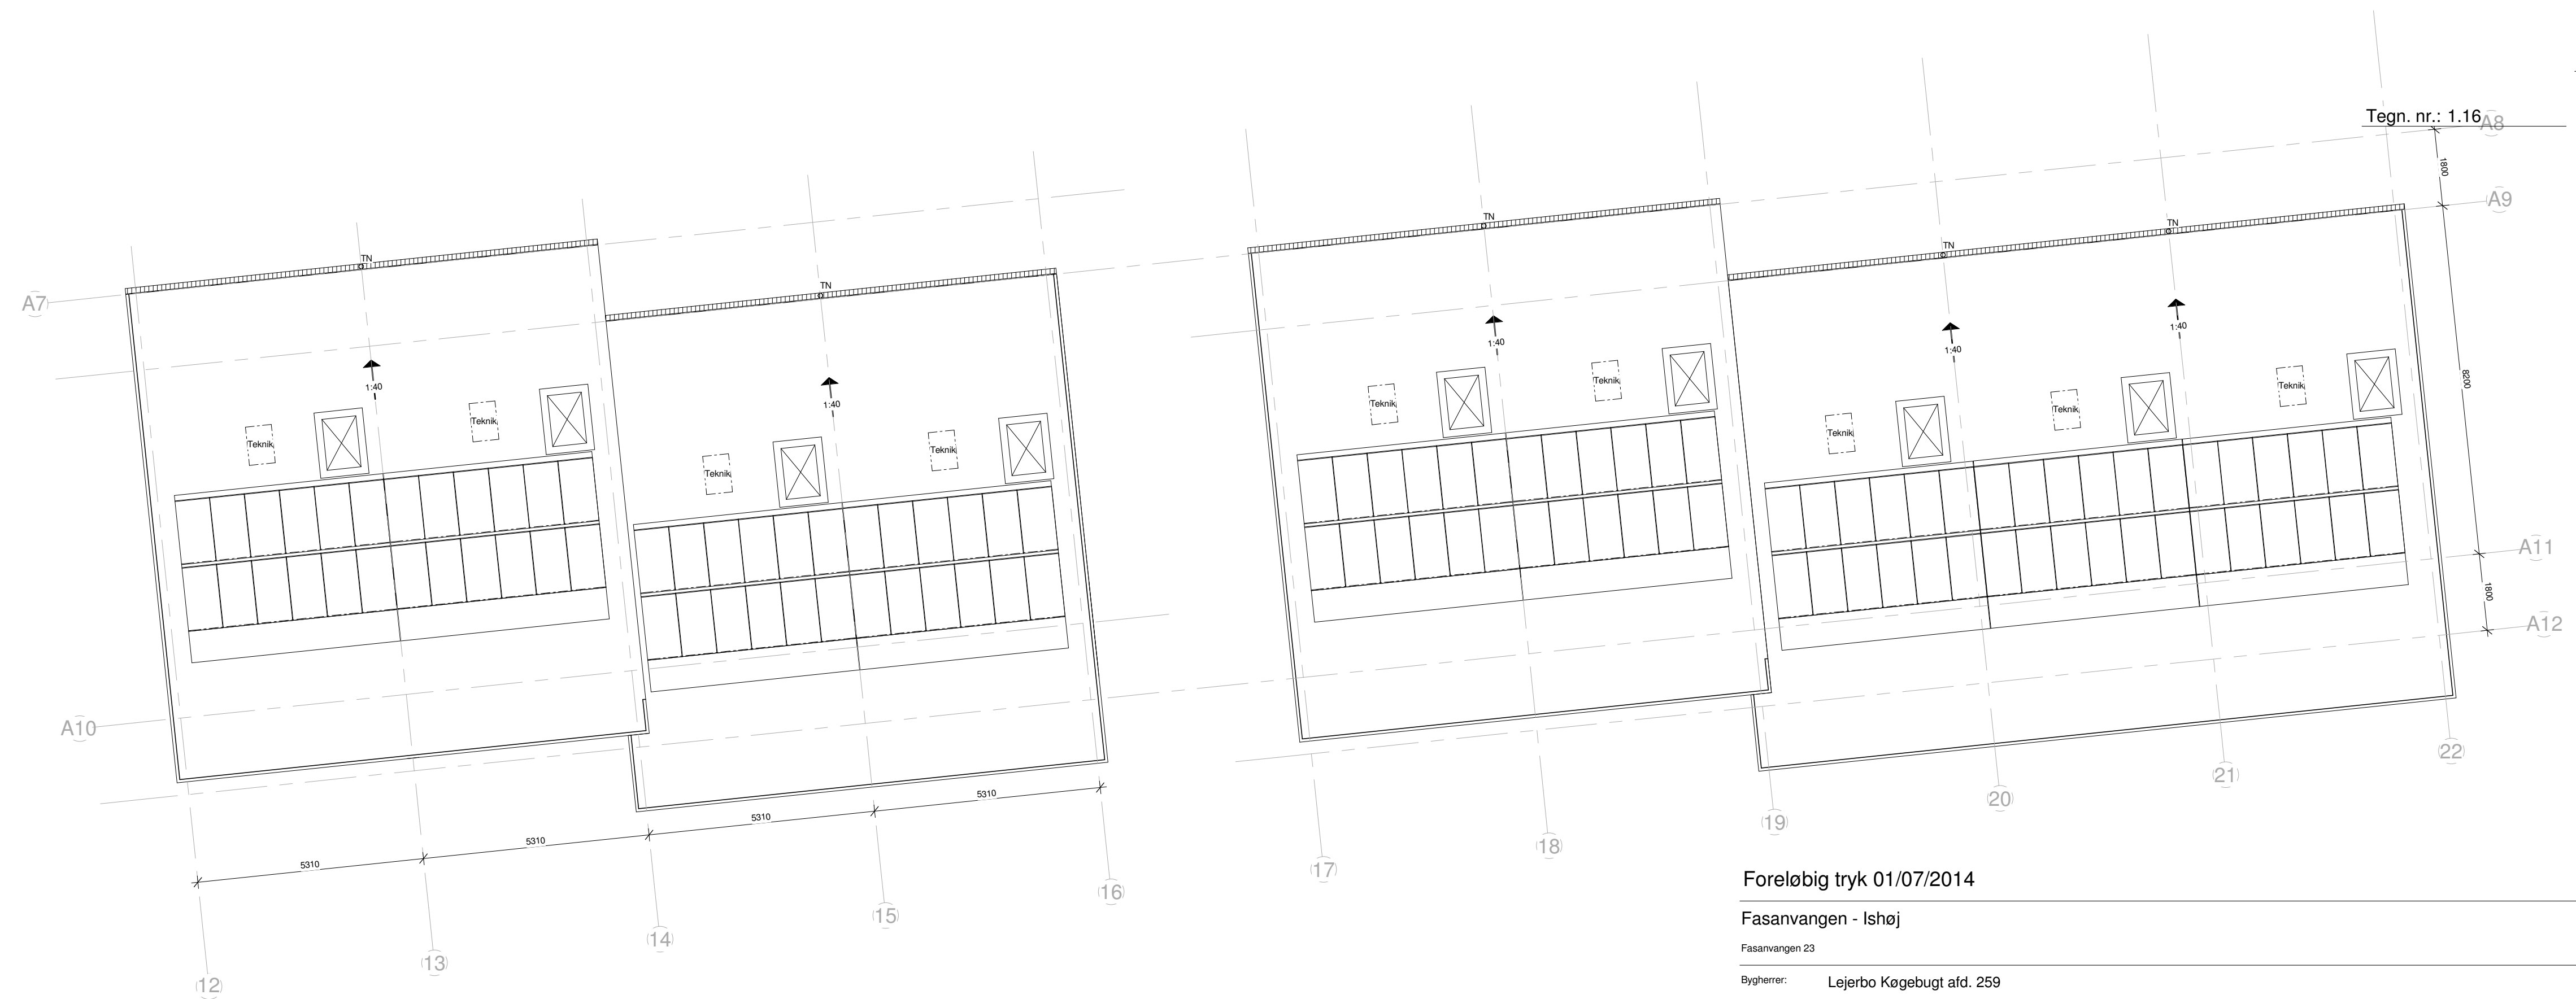 Tegn. nr.: 1.16
A8
1800
A9
TN
TN
TN
TN
TN
A7
1:40
1:40
1:40
1:40
1:40
8200
Teknik
Teknik
Teknik
Teknik
Teknik
Teknik
Teknik
Teknik
Teknik
A11
1800
A12
A10
5310
5310
5310
5310
12
13
14
15
16
17
18
19
20
21
22
Foreløbig tryk 01/07/2014
Fasanvangen - Ishøj
Fasanvangen 23
Bygherrer: Lejerbo Køgebugt afd. 259